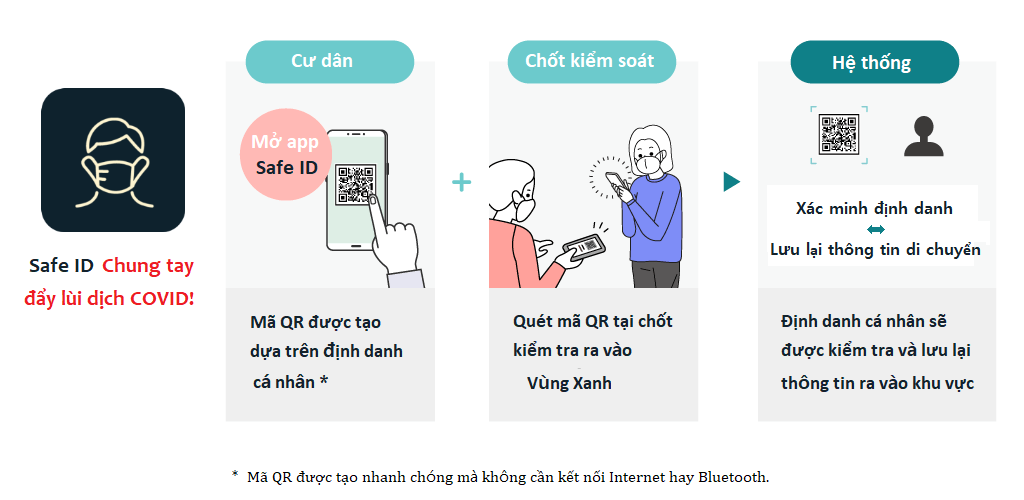 Safe ID Chung tay
đẩy lùi dịch COVID!
Cư dân
Mở app
Safe ID
Mã QR được tạo
dựa trên định danh
cá nhân *
Chốt kiểm soát
Quét mã QR tại chốt
kiểm tra ra vào
Vùng Xanh
Hệ thống
Xác minh định danh
Lưu lại thông tin di chuyển
Định danh cá nhân sẽ
được kiểm tra và lưu lại
thông tin ra vào khu vực
* Mã QR được tạo nhanh chóng mà không cần kết nối Internet hay Bluetooth.